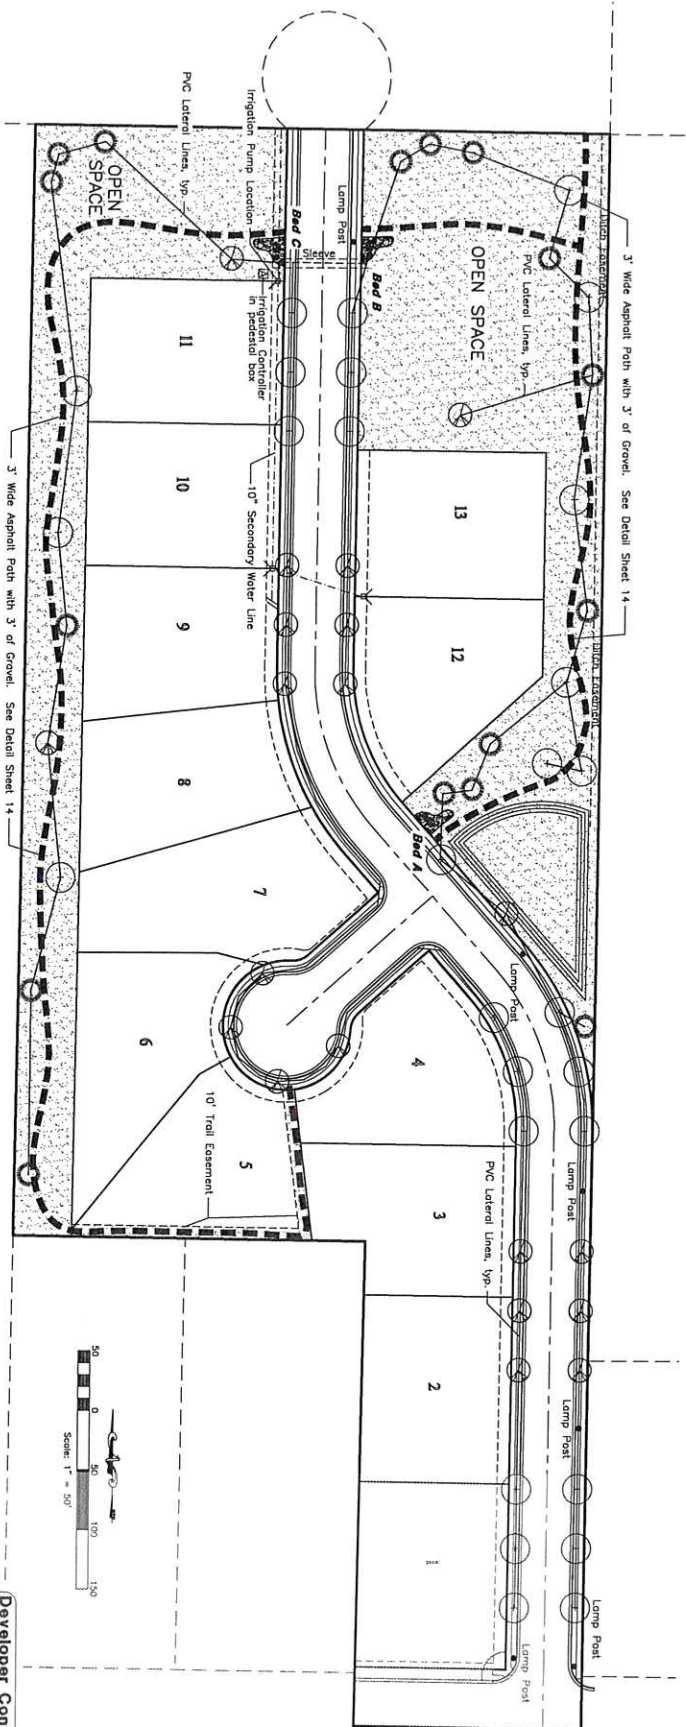 3' Wide Asphalt Path with 3' of Gravel. See Detail Sheet 14
Ditch Easement
PVC Lateral Lines, typ.
OPEN SPACE
Lamp Post
Bed B
Sleeve
Bed C
Irrigation Pump Location
PVC Lateral Lines, typ.
OPEN
SPACE
Irrigation Controller
in pedestal box
10" Secondary Water Line
11
10
9
8
7
6
5
13
12
Ditch Easement
Bed A
Lamp Post
4
3
2
1
10' Trail Easement
PVC Lateral Lines, typ.
Lamp Post
Lamp Post
Lamp Post
Lamp Post
3' Wide Asphalt Path with 3' of Gravel. See Detail Sheet 14
50
0
50
100
150
Scale: 1" = 50'
Developer Con